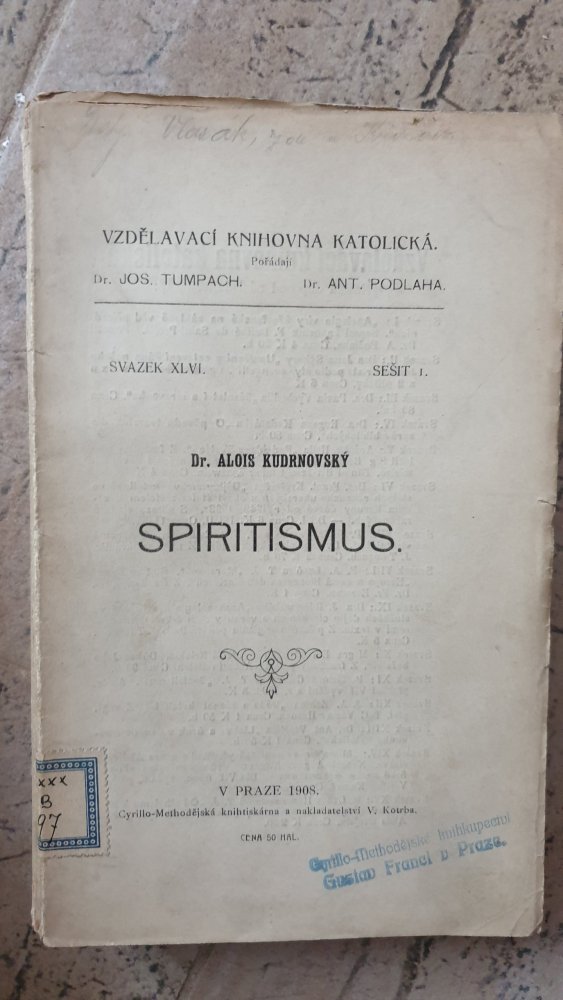 Vlasák,
VZDĚLAVACÍ KNIHOVNA KATOLICKÁ.
Pořádají
Dr. JOS. TUMPACH. Dr. ANT. PODLAHA.
SVAZEK XLVI. SEŠIT 1.
Dr. ALOIS KUDRNOVSKÝ
SPIRITISMUS.
XXX
B
97
V PRAZE 1908.
Cyrillo-Methodějská knihtiskárna a nakladatelství V. Kotrba.
CENA 50 HAL.
Cyrillo-Methodějské knihkupectví
Gustav Francl v Praze.